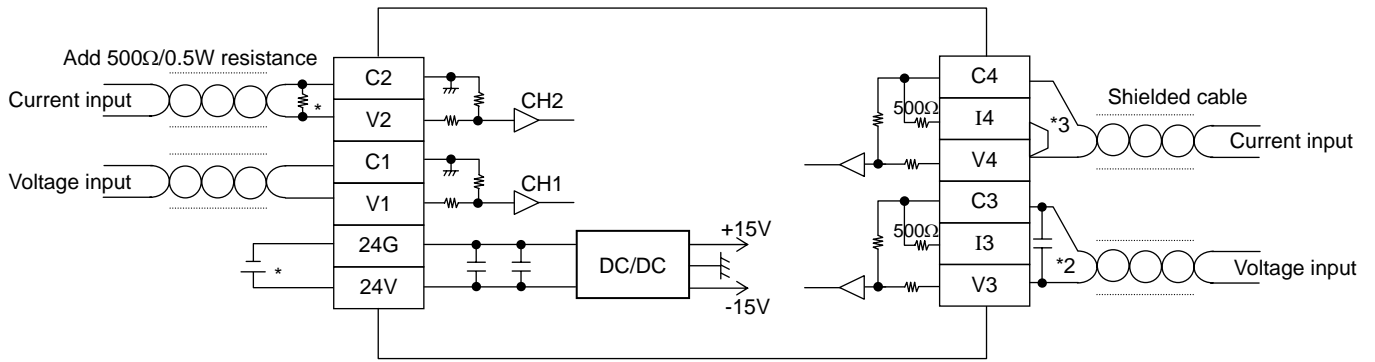 Add 500Ω/0.5W resistance
Current input
*
C2
V2
CH2
Voltage input
C1
V1
CH1
24G
24V
*
DC/DC
+15V
-15V
C4
I4
V4
500Ω
*3
Shielded cable
Current input
C3
I3
V3
500Ω
*2
Voltage input